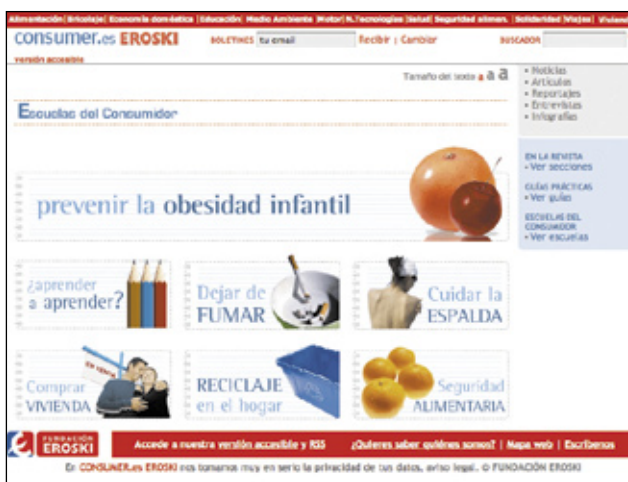 Alimentación | Bricolaje | Economía doméstica | Educación | Medio Ambiente | Motor | N.Tecnologías | Salud | Seguridad alimen. | Solidaridad | Viajes | Viviend
consumer.es EROSKI
BOLETINES tu email Recibir | Cambiar
BUSCADOR
versión accesible
Tamaño del texto a a a
• Noticias
• Artículos
• Reportajes
• Entrevistas
• Infografías
Escuelas del Consumidor
EN LA REVISTA
• Ver secciones
GUÍAS PRÁCTICAS
• Ver guías
ESCUELAS DEL
CONSUMIDOR
• Ver escuelas
prevenir la obesidad infantil
¿aprender
a aprender?
Dejar de
FUMAR
Cuidar la
ESPALDA
EN VENTA
Comprar
VIVIENDA
RECICLAJE
en el hogar
Seguridad
ALIMENTARIA
FUNDACIÓN
EROSKI
Accede a nuestra versión accesible y RSS
¿Quieres saber quiénes somos? | Mapa web | Escríbenos
En CONSUMER.es EROSKI nos tomamos muy en serio la privacidad de tus datos, aviso legal. © FUNDACIÓN EROSKI